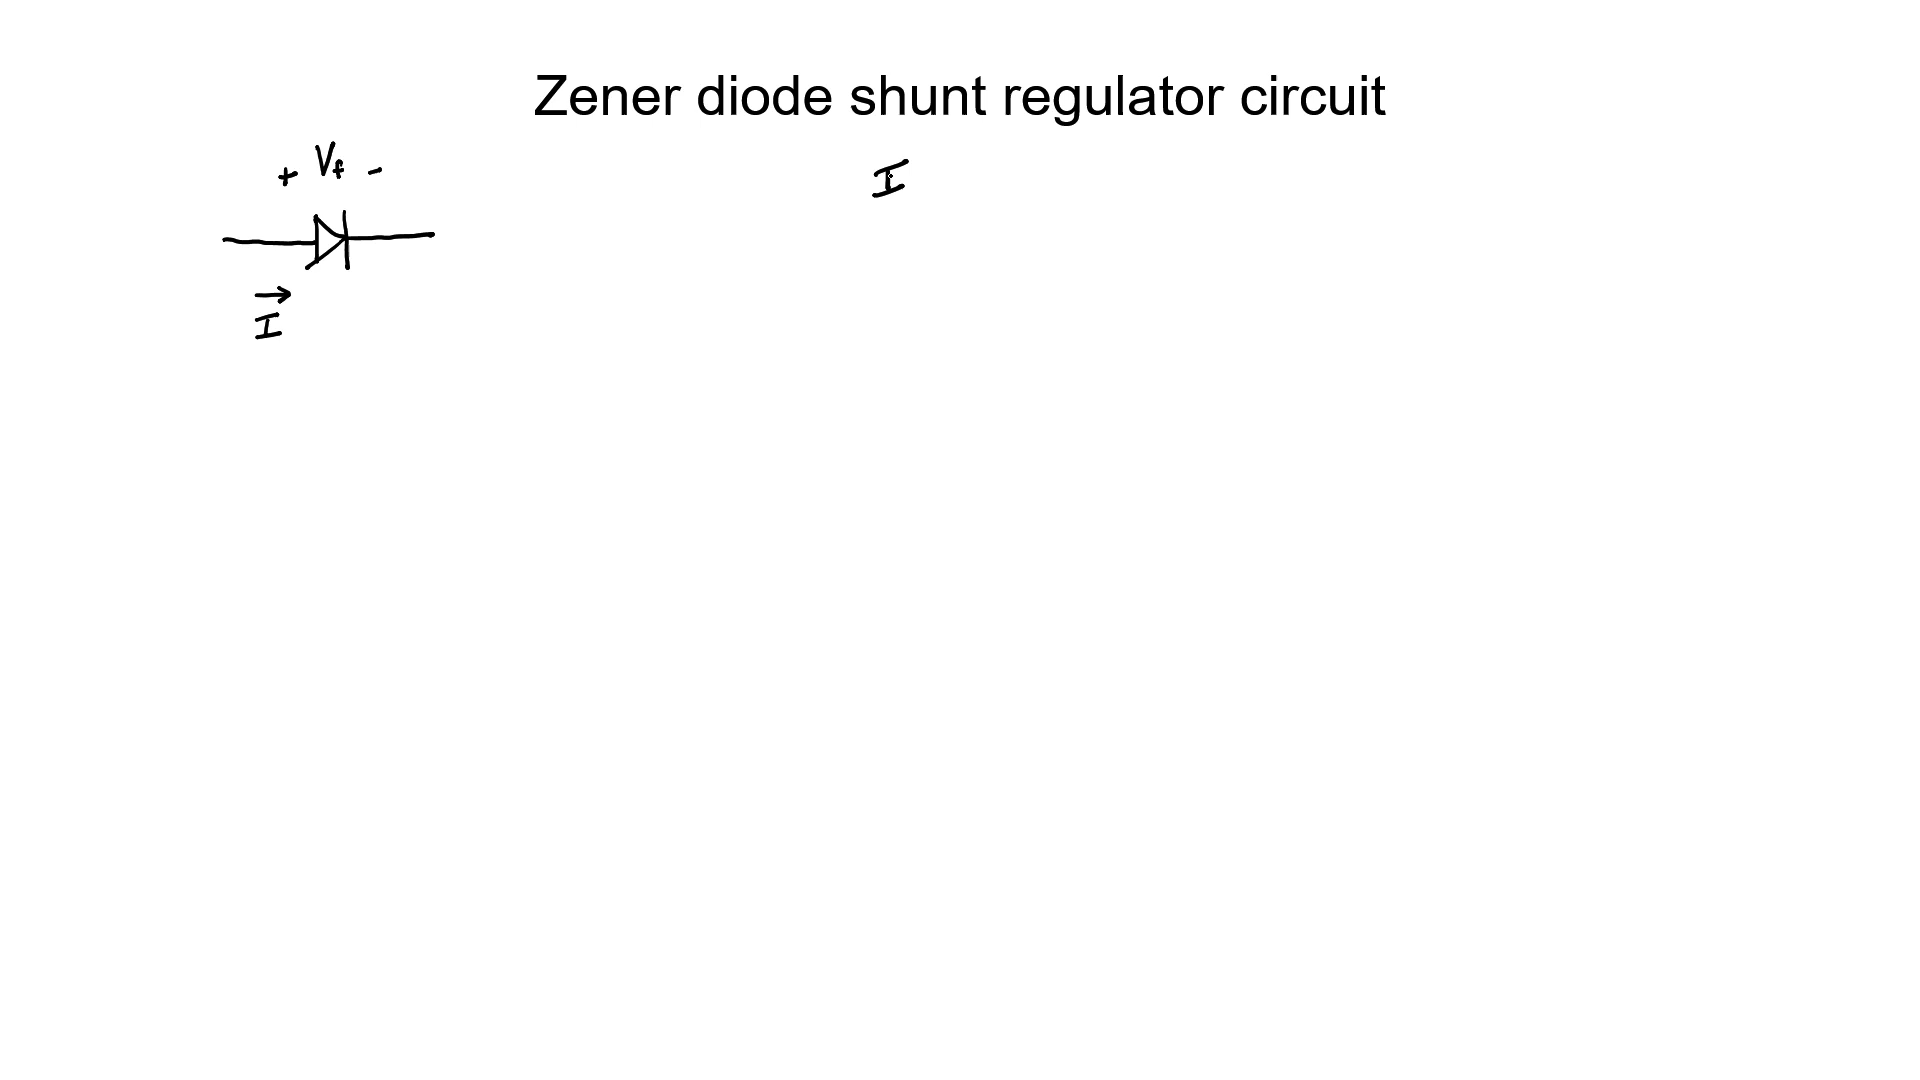 Zener diode shunt regulator circuit
+ Vf -
I
I